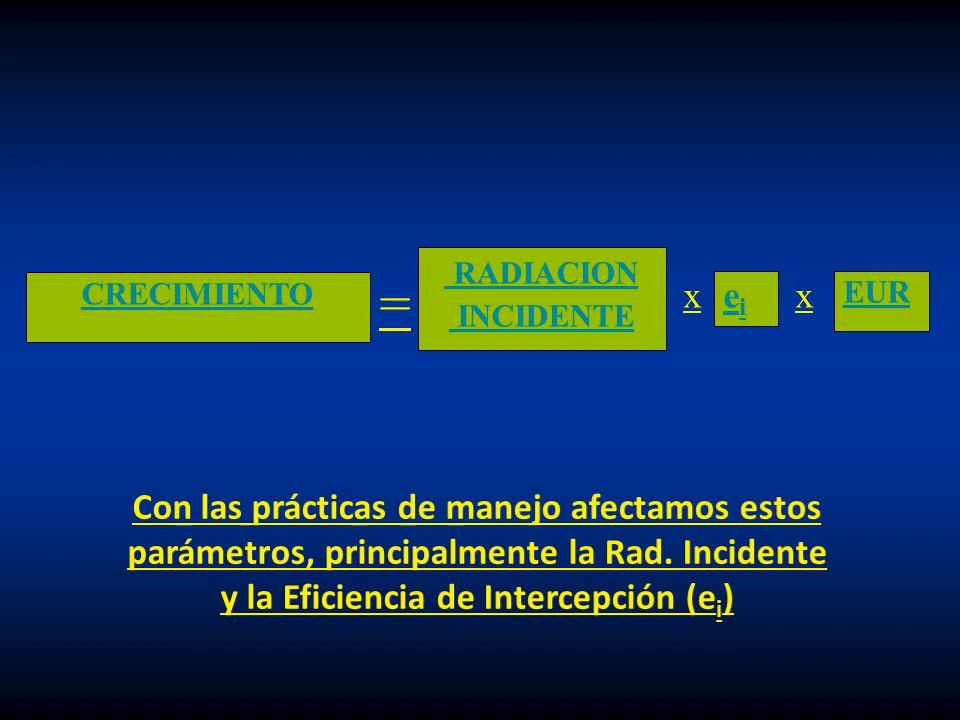 CRECIMIENTO = RADIACION INCIDENTE x ei x EUR
Con las prácticas de manejo afectamos estos
parámetros, principalmente la Rad. Incidente
y la Eficiencia de Intercepción (ei)